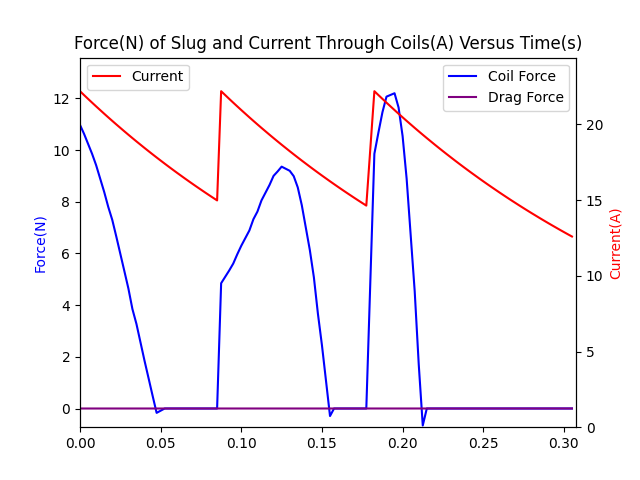 Force(N) of Slug and Current Through Coils(A) Versus Time(s)
Current
Coil Force
Drag Force
Force(N)
12
10
8
6
4
2
0
20
15
10
5
0
Current(A)
0.00 0.05 0.10 0.15 0.20 0.25 0.30